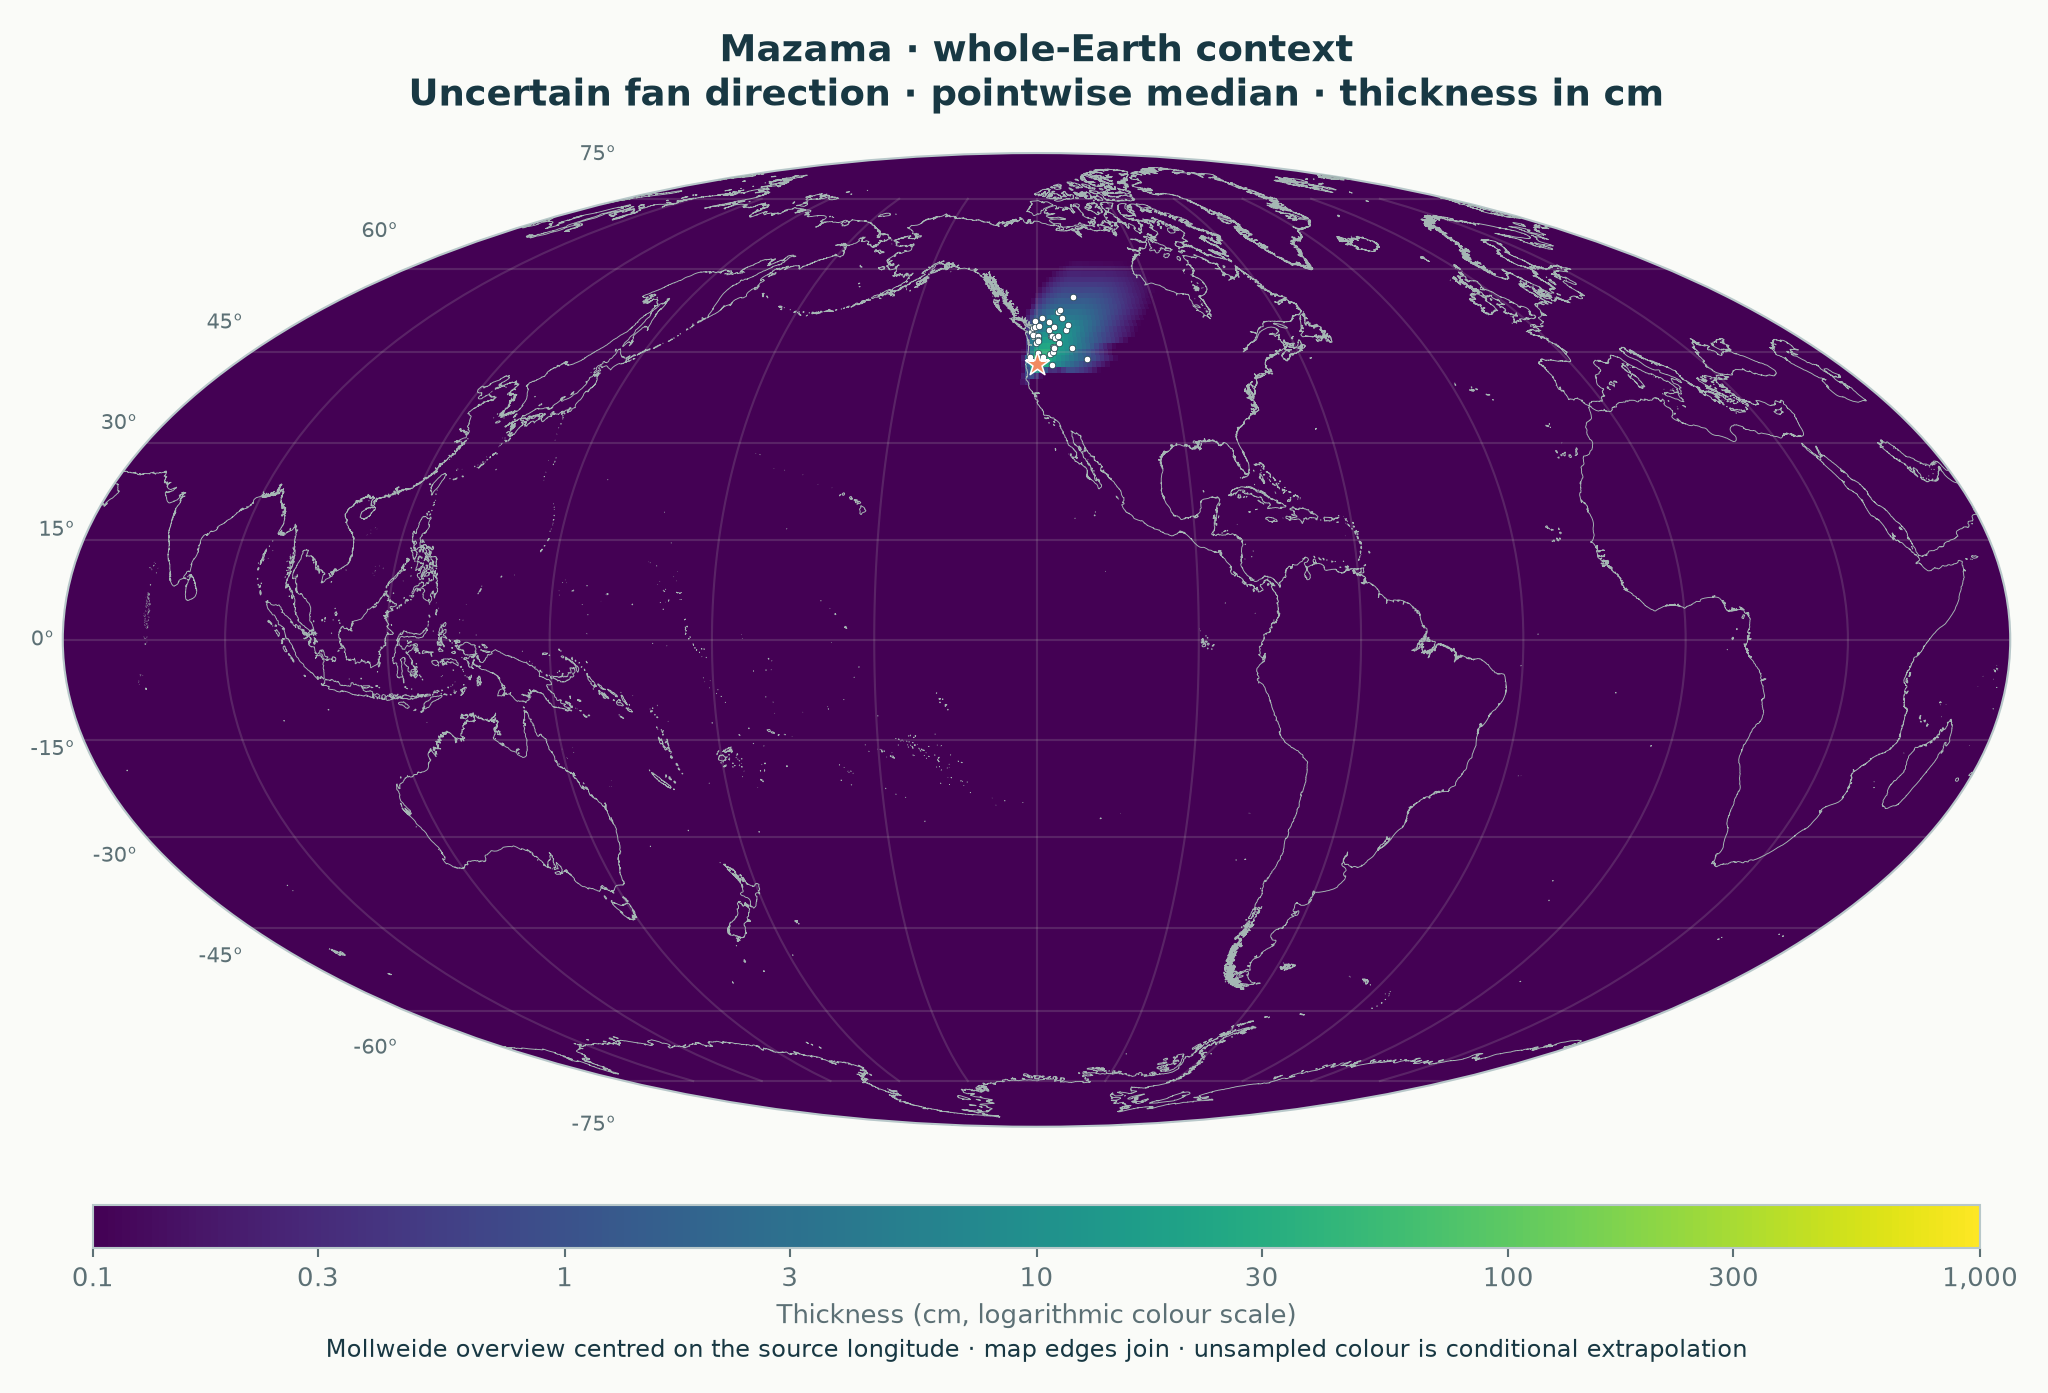 Mazama · whole-Earth context
Uncertain fan direction · pointwise median · thickness in cm
75°
60°
45°
30°
15°
0°
-15°
-30°
-45°
-60°
-75°
0.1 0.3 1 3 10 30 100 300 1,000
Thickness (cm, logarithmic colour scale)
Mollweide overview centred on the source longitude · map edges join · unsampled colour is conditional extrapolation